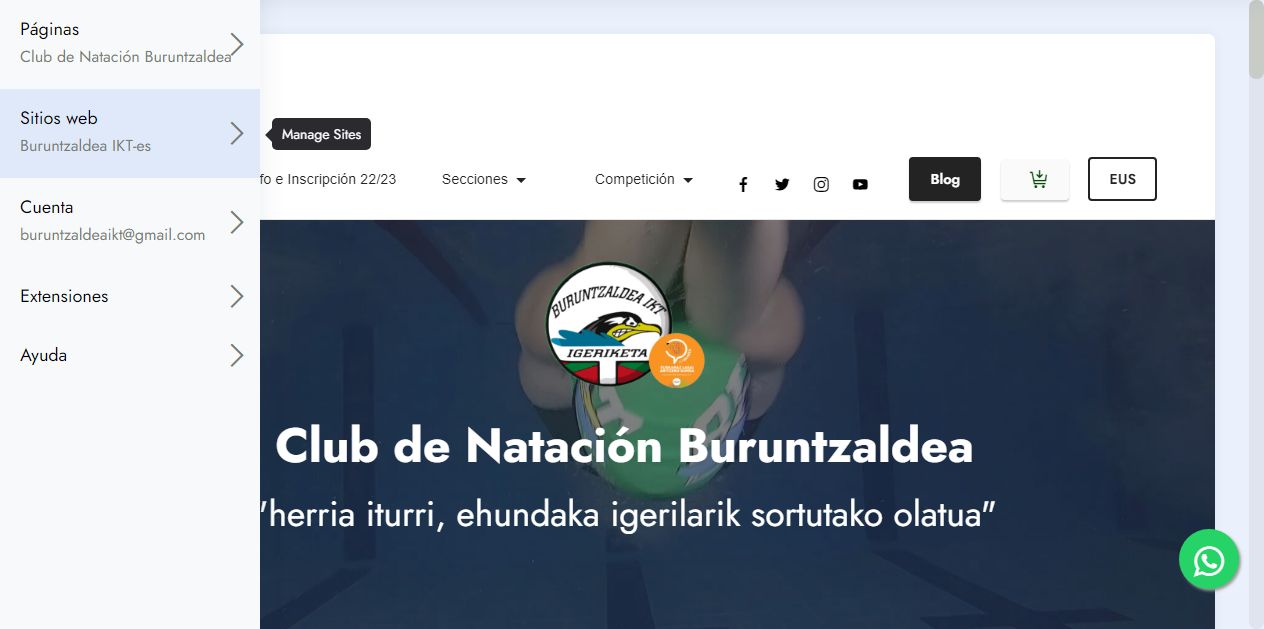 Páginas
Club de Natación Buruntzaldea
Sitios web
Buruntzaldea IKT-es
Manage Sites
Cuenta
buruntzaldeaikt@gmail.com
Extensiones
Ayuda
fo e Inscripción 22/23
Secciones
Competición
Blog
EUS
BURUNTZALDEA IKT
IGERIKETA
Club de Natación Buruntzaldea
"herria iturri, ehundaka igerilarik sortutako olatua"